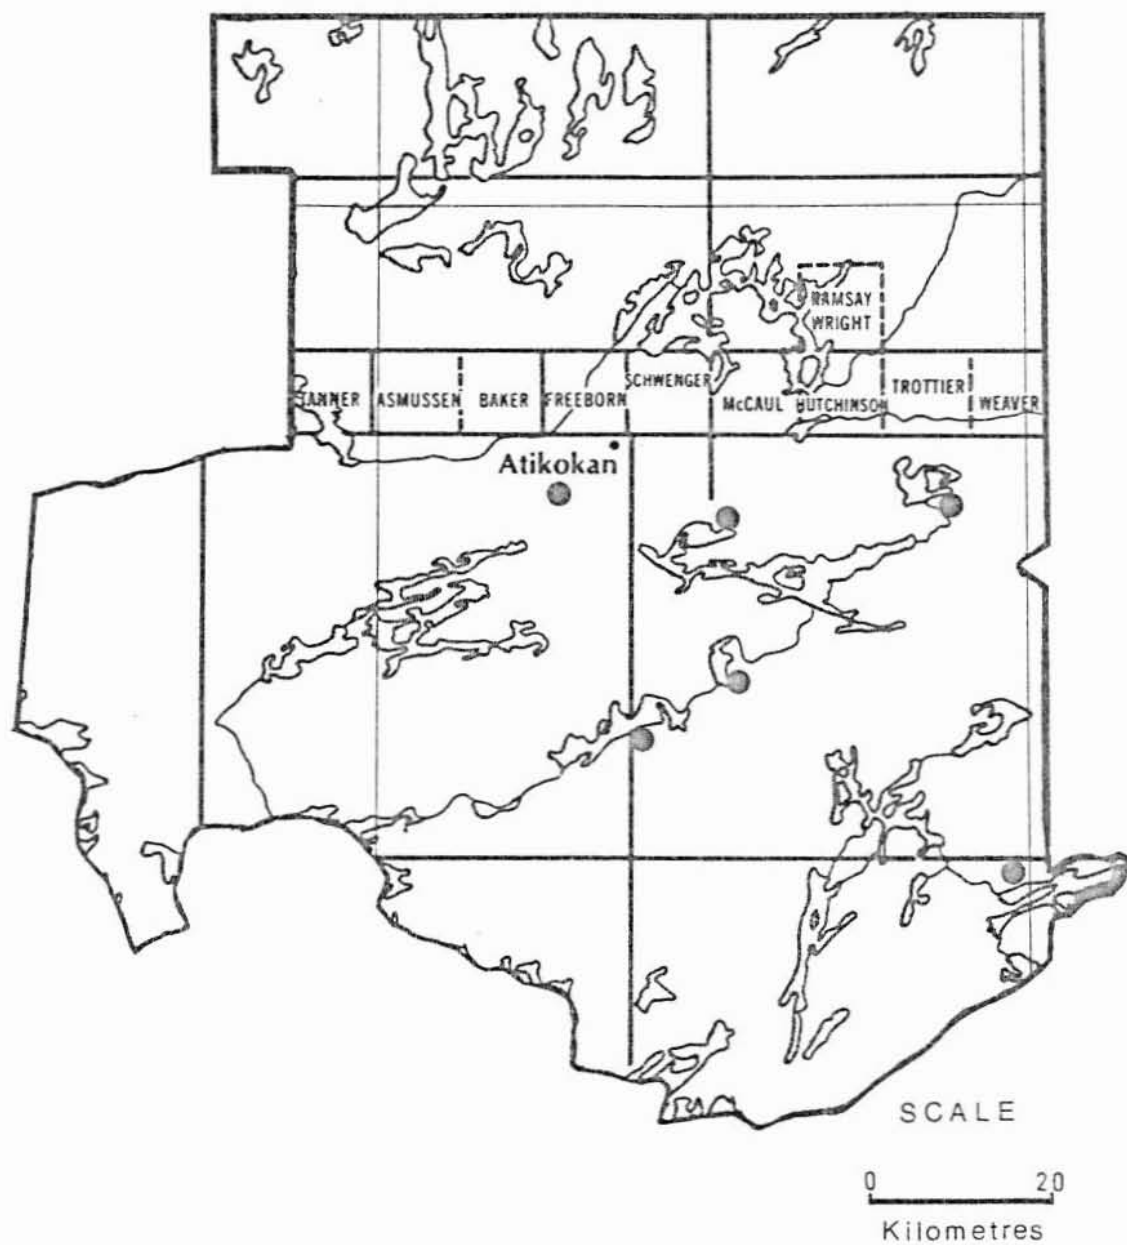 RAMSAY
WRIGHT
TANNER
ASMUSSEN
BAKER
FREEBORN
SCHWENGER
McCAUL
HUTCHINSON
TROTTIER
WEAVER
Atikokan
SCALE
0 20
Kilometres